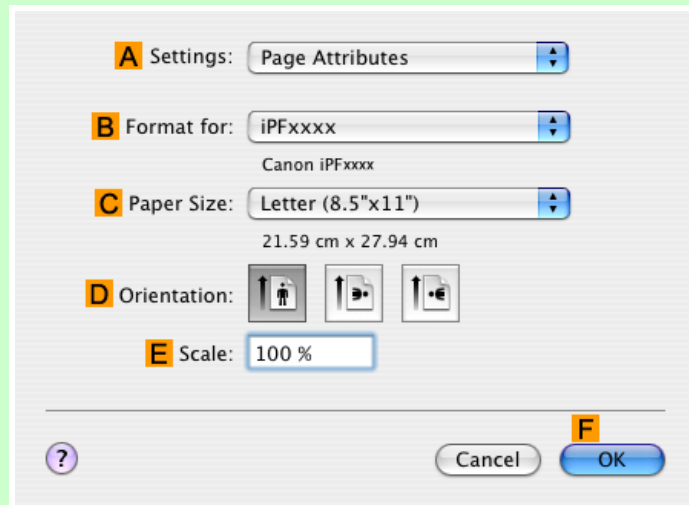 A Settings: Page Attributes
B Format for: iPFxxxx
Canon iPFxxxx
C Paper Size: Letter (8.5"x11")
21.59 cm x 27.94 cm
D Orientation:
E Scale: 100 %
F
? Cancel OK